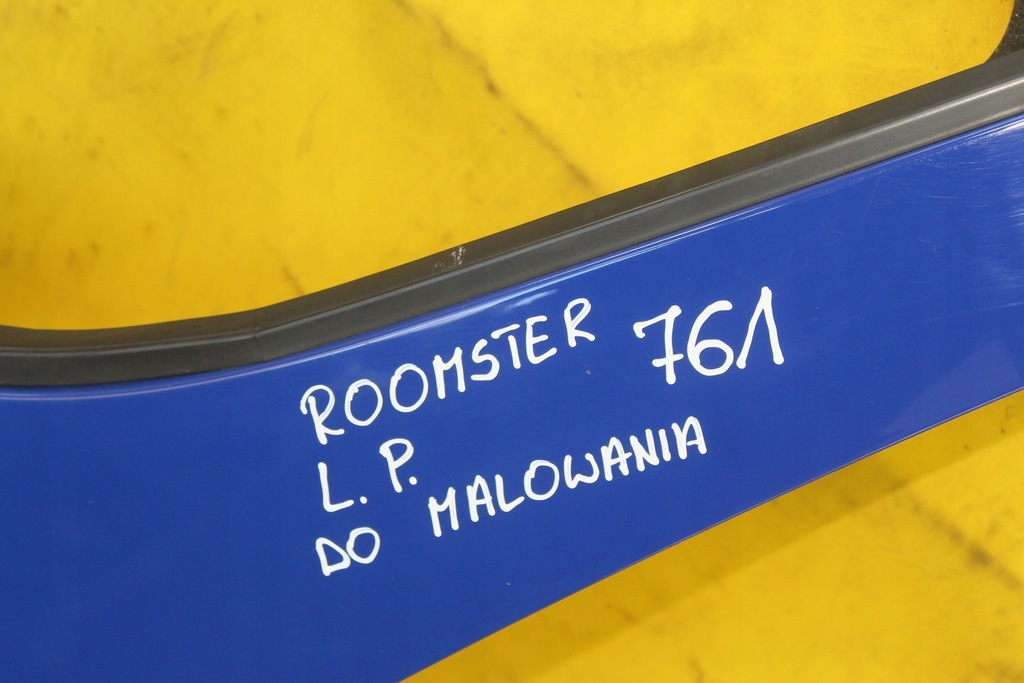 ROOMSTER 761
L. P.
DO MALOWANIA